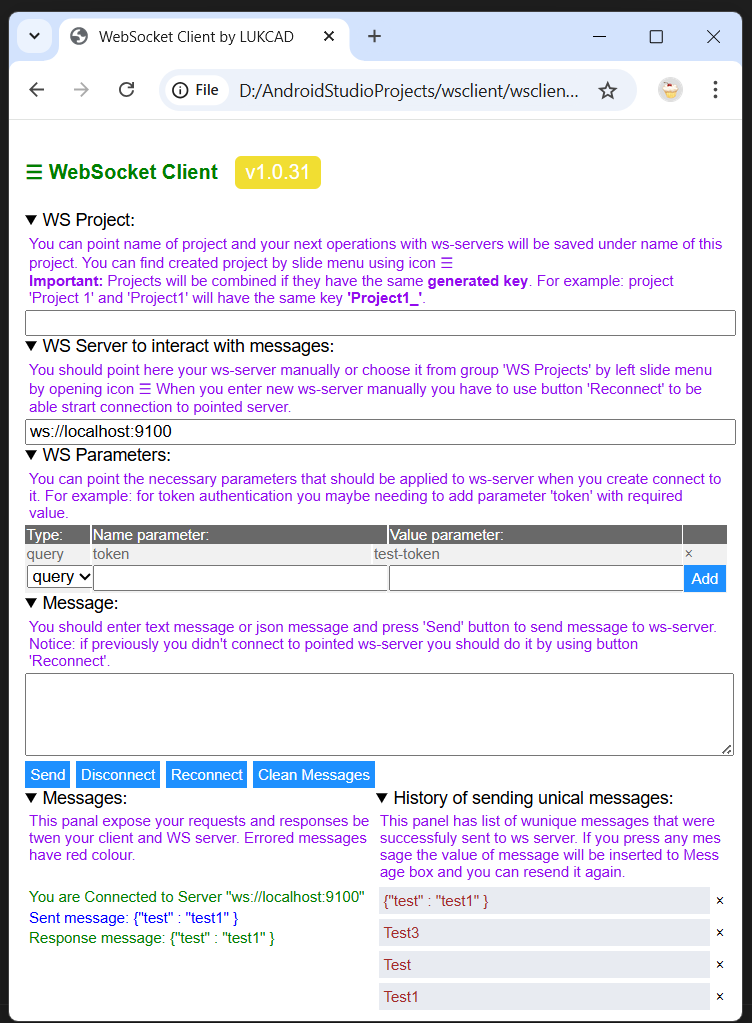 WebSocket Client by LUKCAD
File D:/AndroidStudioProjects/wsclient/wsclien...
☰ WebSocket Client v1.0.31
▼ WS Project:
You can point name of project and your next operations with ws-servers will be saved under name of this
project. You can find created project by slide menu using icon ☰
Important: Projects will be combined if they have the same generated key. For example: project
'Project 1' and 'Project1' will have the same key 'Project1_'.
▼ WS Server to interact with messages:
You should point here your ws-server manually or choose it from group 'WS Projects' by left slide menu
by opening icon ☰ When you enter new ws-server manually you have to use button 'Reconnect' to be
able strart connection to pointed server.
ws://localhost:9100
▼ WS Parameters:
You can point the necessary parameters that should be applied to ws-server when you create connect to
it. For example: for token authentication you maybe needing to add parameter 'token' with required
value.
Type: Name parameter: Value parameter:
query token test-token ×
query Add
▼ Message:
You should enter text message or json message and press 'Send' button to send message to ws-server.
Notice: if previously you didn't connect to pointed ws-server you should do it by using button
'Reconnect'.
Send Disconnect Reconnect Clean Messages
▼ Messages:
This panel expose your requests and responses be
twen your client and WS server. Errored messages
have red colour.
You are Connected to Server "ws://localhost:9100"
Sent message: {"test" : "test1" }
Response message: {"test" : "test1" }
▼ History of sending unical messages:
This panel has list of wunique messages that were
successfuly sent to ws server. If you press any mes
sage the value of message will be inserted to Mess
age box and you can resend it again.
{"test" : "test1" } ×
Test3 ×
Test ×
Test1 ×